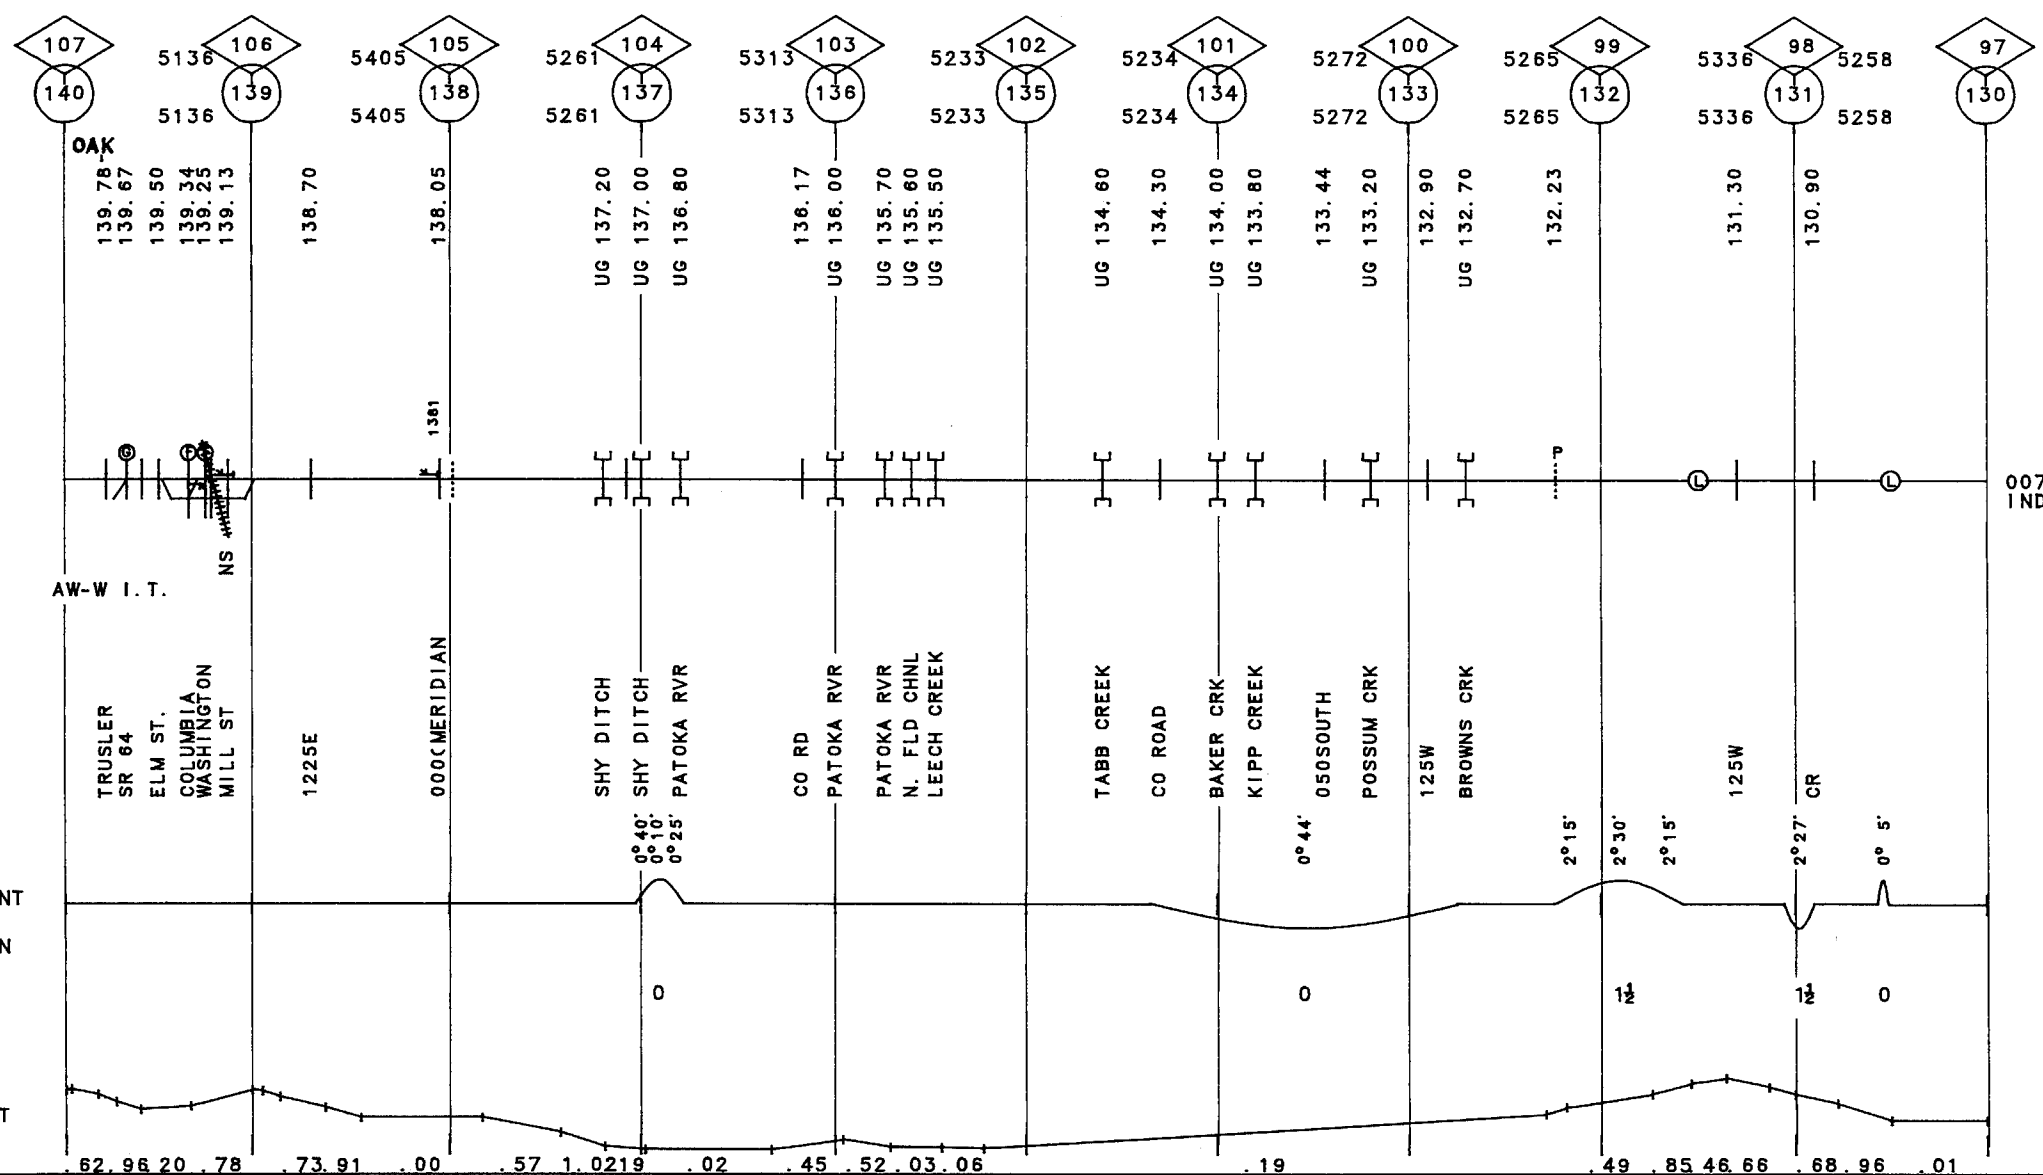 107 106 105 104 103 102 101 100 99 98 97
5136 5405 5261 5313 5233 5234 5272 5265 5336 5258
140 139 138 137 136 135 134 133 132 131 130
5136 5405 5261 5313 5233 5234 5272 5265 5336 5258
OAK
139.78
139.67
139.50
139.34
139.25
139.13
138.70
138.05
UG 137.20
UG 137.00
UG 136.80
136.17
UG 136.00
UG 135.70
UG 135.60
UG 135.50
UG 134.60
134.30
UG 134.00
UG 133.80
133.44
UG 133.20
132.90
UG 132.70
132.23
131.30
130.90
1381
G
F
P
L
L
007
IND
NS
AW-W I.T.
TRUSLER
SR 64
ELM ST.
COLUMBIA
WASHINGTON
MILL ST
1225E
000(MERIDIAN
SHY DITCH
SHY DITCH
PATOKA RVR
CO RD
PATOKA RVR
PATOKA RVR
N. FLD CHNL
LEECH CREEK
TABB CREEK
CO ROAD
BAKER CRK
KIPP CREEK
050SOUTH
POSSUM CRK
125W
BROWNS CRK
125W
CR
0°40'
0°10'
0°25'
0°44'
2°15'
2°30'
2°15'
2°27'
0° 5'
NT
N
0 0 1½ 1½ 0
T
.62.96.20 .78 .73.91 .00 .57 1.0219 .02 .45 .52.03.06 .19 .49 .85.46.66 .68.96 .01